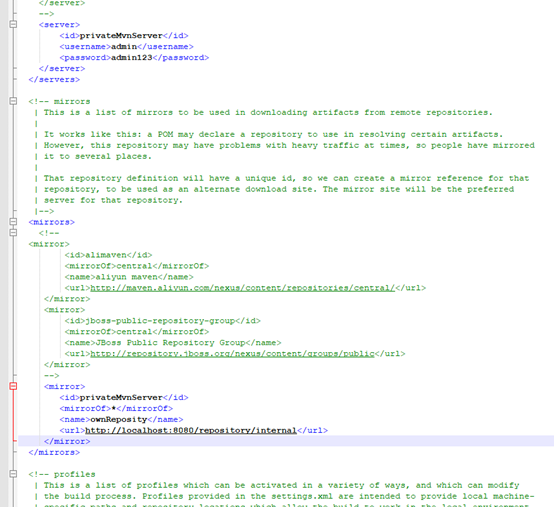 </server>
-->
<server>
<id>privateMvnServer</id>
<username>admin</username>
<password>admin123</password>
</server>
</servers>
<!-- mirrors
| This is a list of mirrors to be used in downloading artifacts from remote repositories.
|
| It works like this: a POM may declare a repository to use in resolving certain artifacts.
| However, this repository may have problems with heavy traffic at times, so people have mirrored
| it to several places.
|
| That repository definition will have a unique id, so we can create a mirror reference for that
| repository, to be used as an alternate download site. The mirror site will be the preferred
| server for that repository.
|-->
<mirrors>
<!--
<mirror>
<id>alimaven</id>
<mirrorOf>central</mirrorOf>
<name>aliyun maven</name>
<url>http://maven.aliyun.com/nexus/content/repositories/central/</url>
</mirror>
<mirror>
<id>jboss-public-repository-group</id>
<mirrorOf>central</mirrorOf>
<name>JBoss Public Repository Group</name>
<url>http://repository.jboss.org/nexus/content/groups/public</url>
</mirror>
-->
<mirror>
<id>privateMvnServer</id>
<mirrorOf>*</mirrorOf>
<name>ownReposity</name>
<url>http://localhost:8080/repository/internal</url>
</mirror>
</mirrors>
<!-- profiles
| This is a list of profiles which can be activated in a variety of ways, and which can modify
| the build process. Profiles provided in the settings.xml are intended to provide local machine-